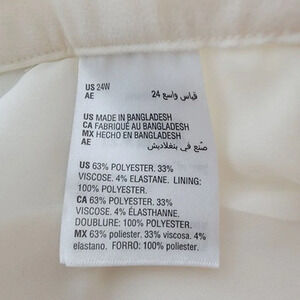 US 24W
AE قياس واسع 24
US MADE IN BANGLADESH
CA FABRIQUÉ AU BANGLADESH
MX HECHO EN BANGLADESH
AE صنع في بنغلاديش
US 63% POLYESTER. 33%
VISCOSE. 4% ELASTANE. LINING:
100% POLYESTER.
CA 63% POLYESTER. 33%
VISCOSE. 4% ÉLASTHANNE.
DOUBLURE: 100% POLYESTER.
MX 63% poliester. 33% viscosa. 4%
elastano. FORRO: 100% poliester.